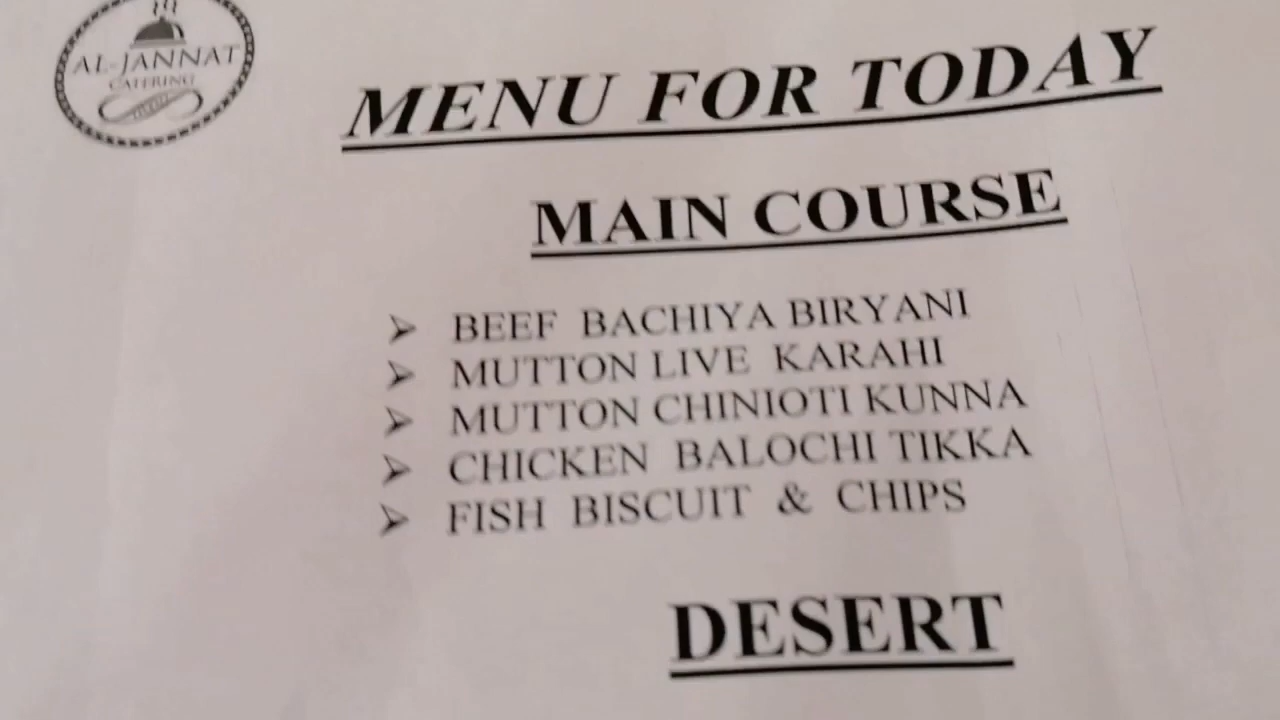 AL-JANNAT
CATERING
MENU FOR TODAY
MAIN COURSE
➢ BEEF BACHIYA BIRYANI
➢ MUTTON LIVE KARAHI
➢ MUTTON CHINIOTI KUNNA
➢ CHICKEN BALOCHI TIKKA
➢ FISH BISCUIT & CHIPS
DESERT